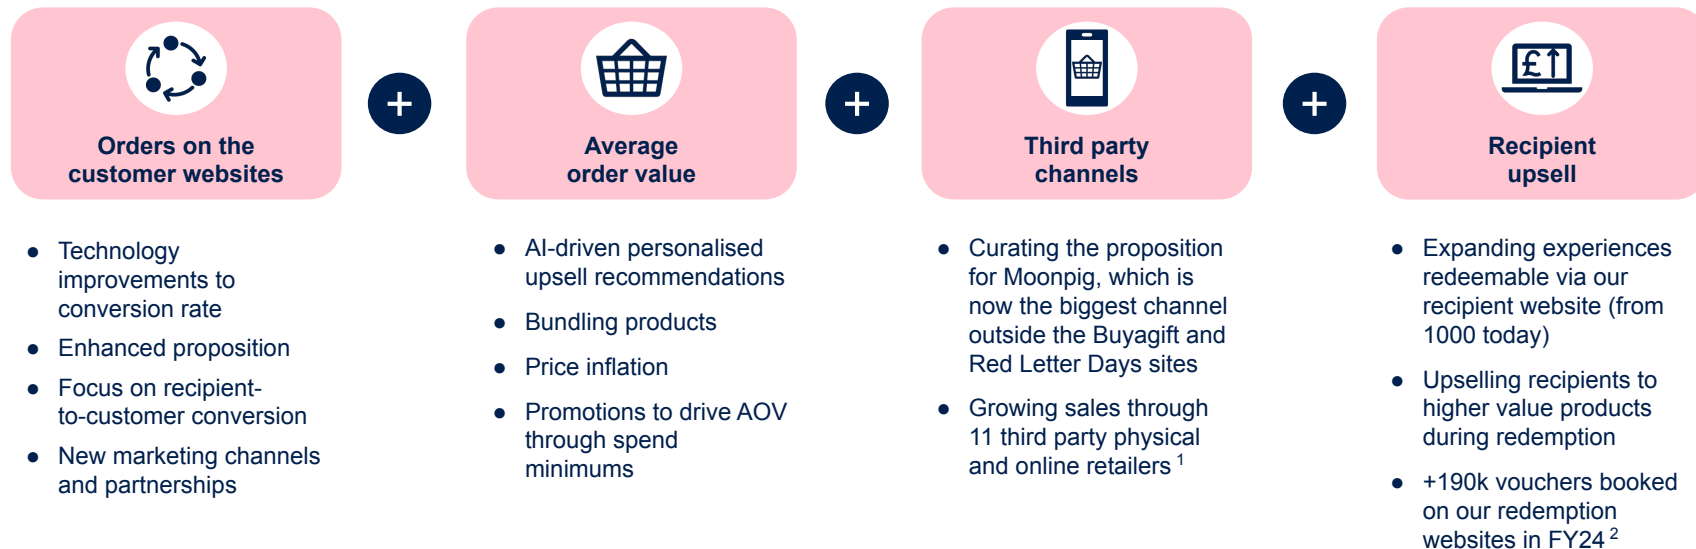 Orders on the
customer websites
● Technology
improvements to
conversion rate
● Enhanced proposition
● Focus on recipient-
to-customer conversion
● New marketing channels
and partnerships
+
Average
order value
● AI-driven personalised
upsell recommendations
● Bundling products
● Price inflation
● Promotions to drive AOV
through spend
minimums
+
Third party
channels
● Curating the proposition
for Moonpig, which is
now the biggest channel
outside the Buyagift and
Red Letter Days sites
● Growing sales through
11 third party physical
and online retailers 1
+
£
Recipient
upsell
● Expanding experiences
redeemable via our
recipient website (from
1000 today)
● Upselling recipients to
higher value products
during redemption
● +190k vouchers booked
on our redemption
websites in FY24 2